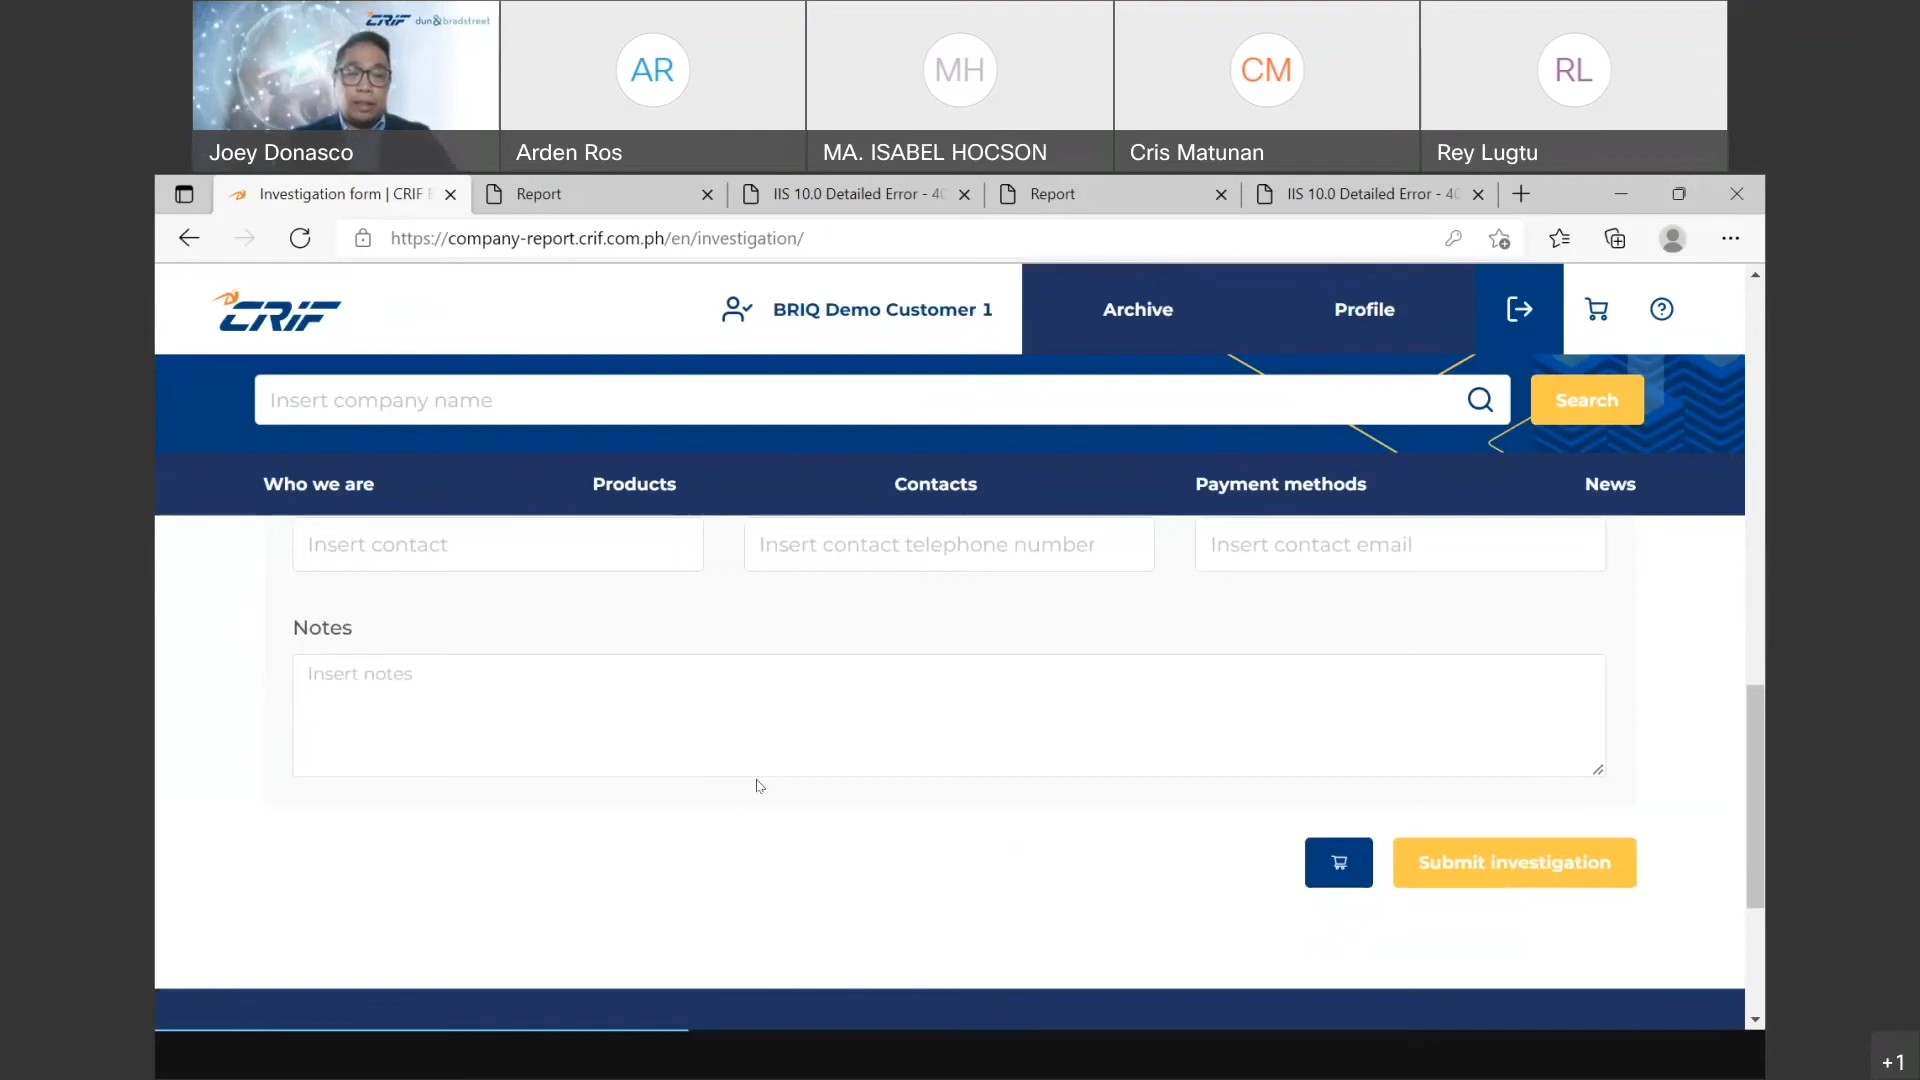 CRIF dun&bradstreet
AR
MH
CM
RL
Joey Donasco
Arden Ros
MA. ISABEL HOCSON
Cris Matunan
Rey Lugtu
Investigation form | CRIF
Report
IIS 10.0 Detailed Error - 40
Report
IIS 10.0 Detailed Error - 40
https://company-report.crif.com.ph/en/investigation/
CRIF
BRIQ Demo Customer 1
Archive
Profile
Insert company name
Search
Who we are
Products
Contacts
Payment methods
News
Insert contact
Insert contact telephone number
Insert contact email
Notes
Insert notes
Submit investigation
+1